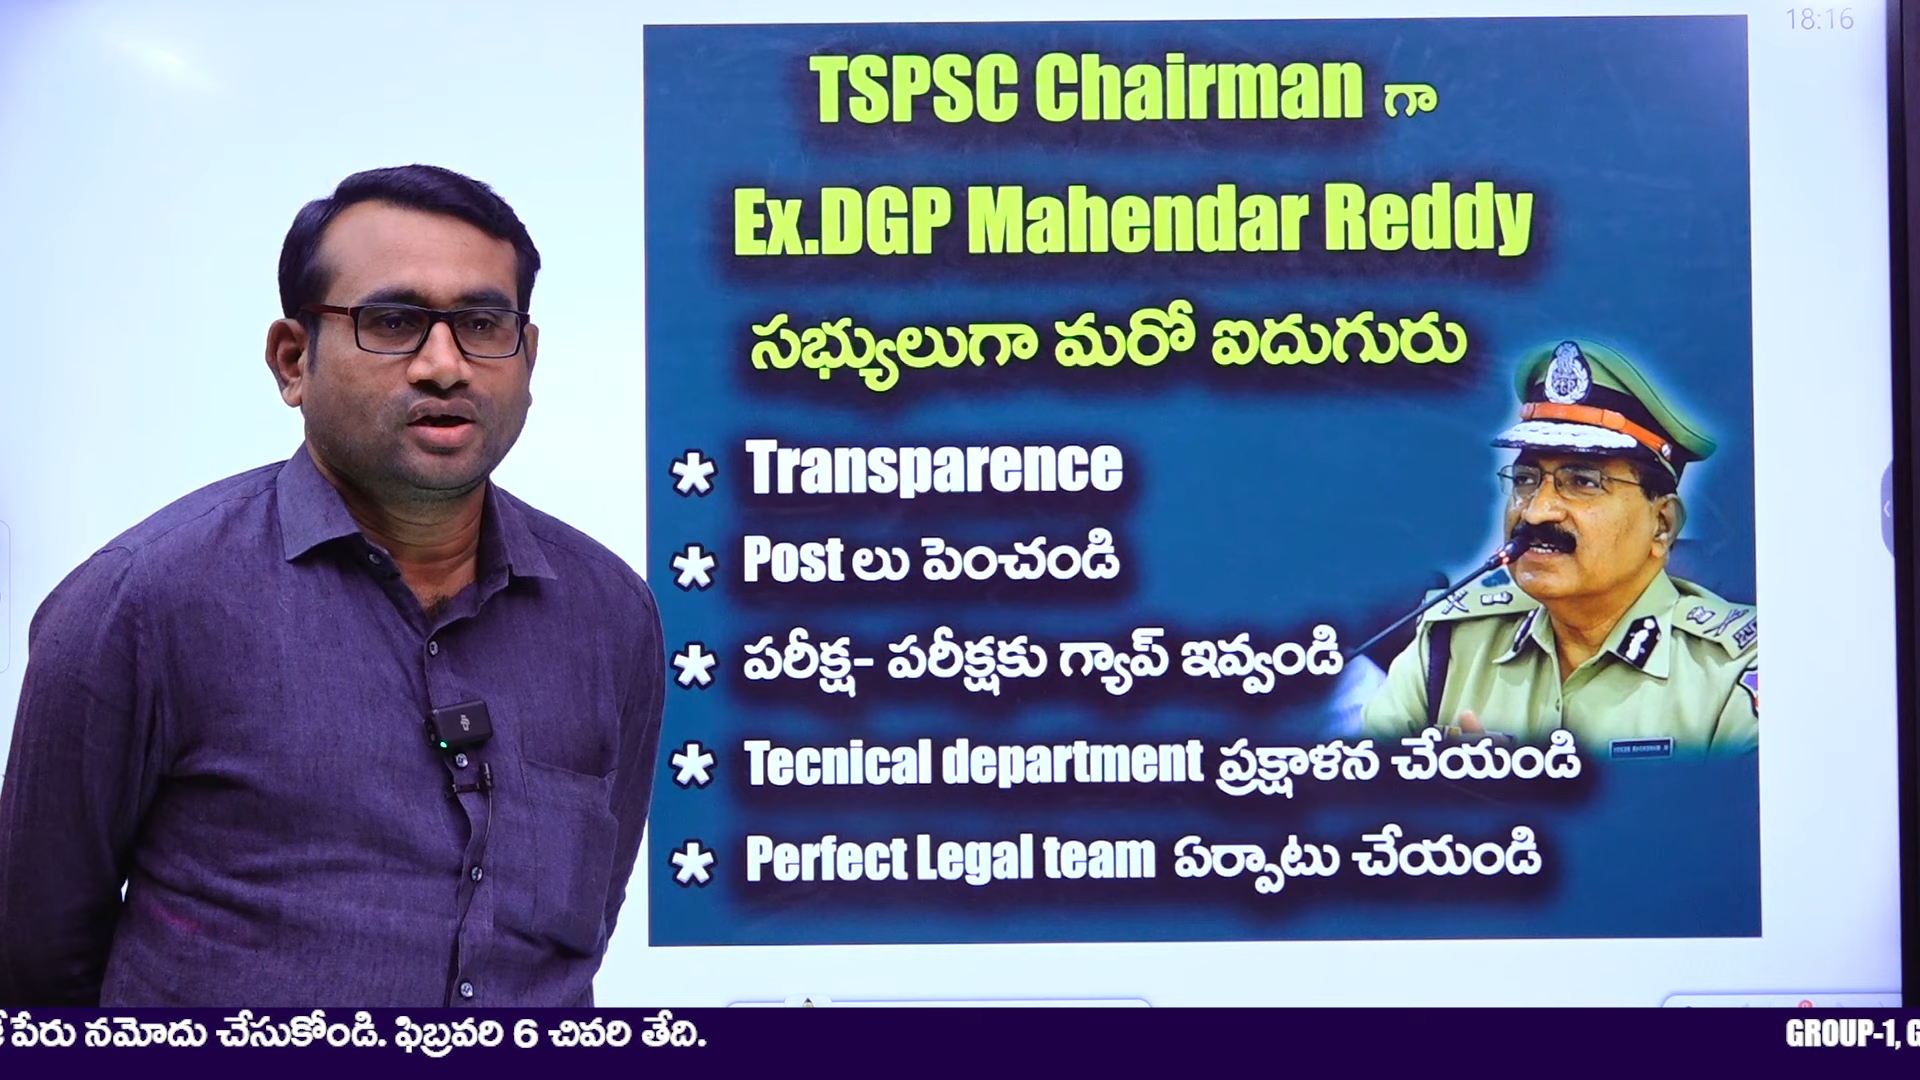 18:16
TSPSC Chairman గా
Ex.DGP Mahendar Reddy
సభ్యులుగా మరో ఐదుగురు
* Transparence
* Post లు పెంచండి
* పరీక్ష- పరీక్షకు గ్యాప్ ఇవ్వండి
* Tecnical department ప్రక్షాళన చేయండి
* Perfect Legal team ఏర్పాటు చేయండి
పేరు నమోదు చేసుకోండి. ఫిబ్రవరి 6 చివరి తేది.
GROUP-1, G